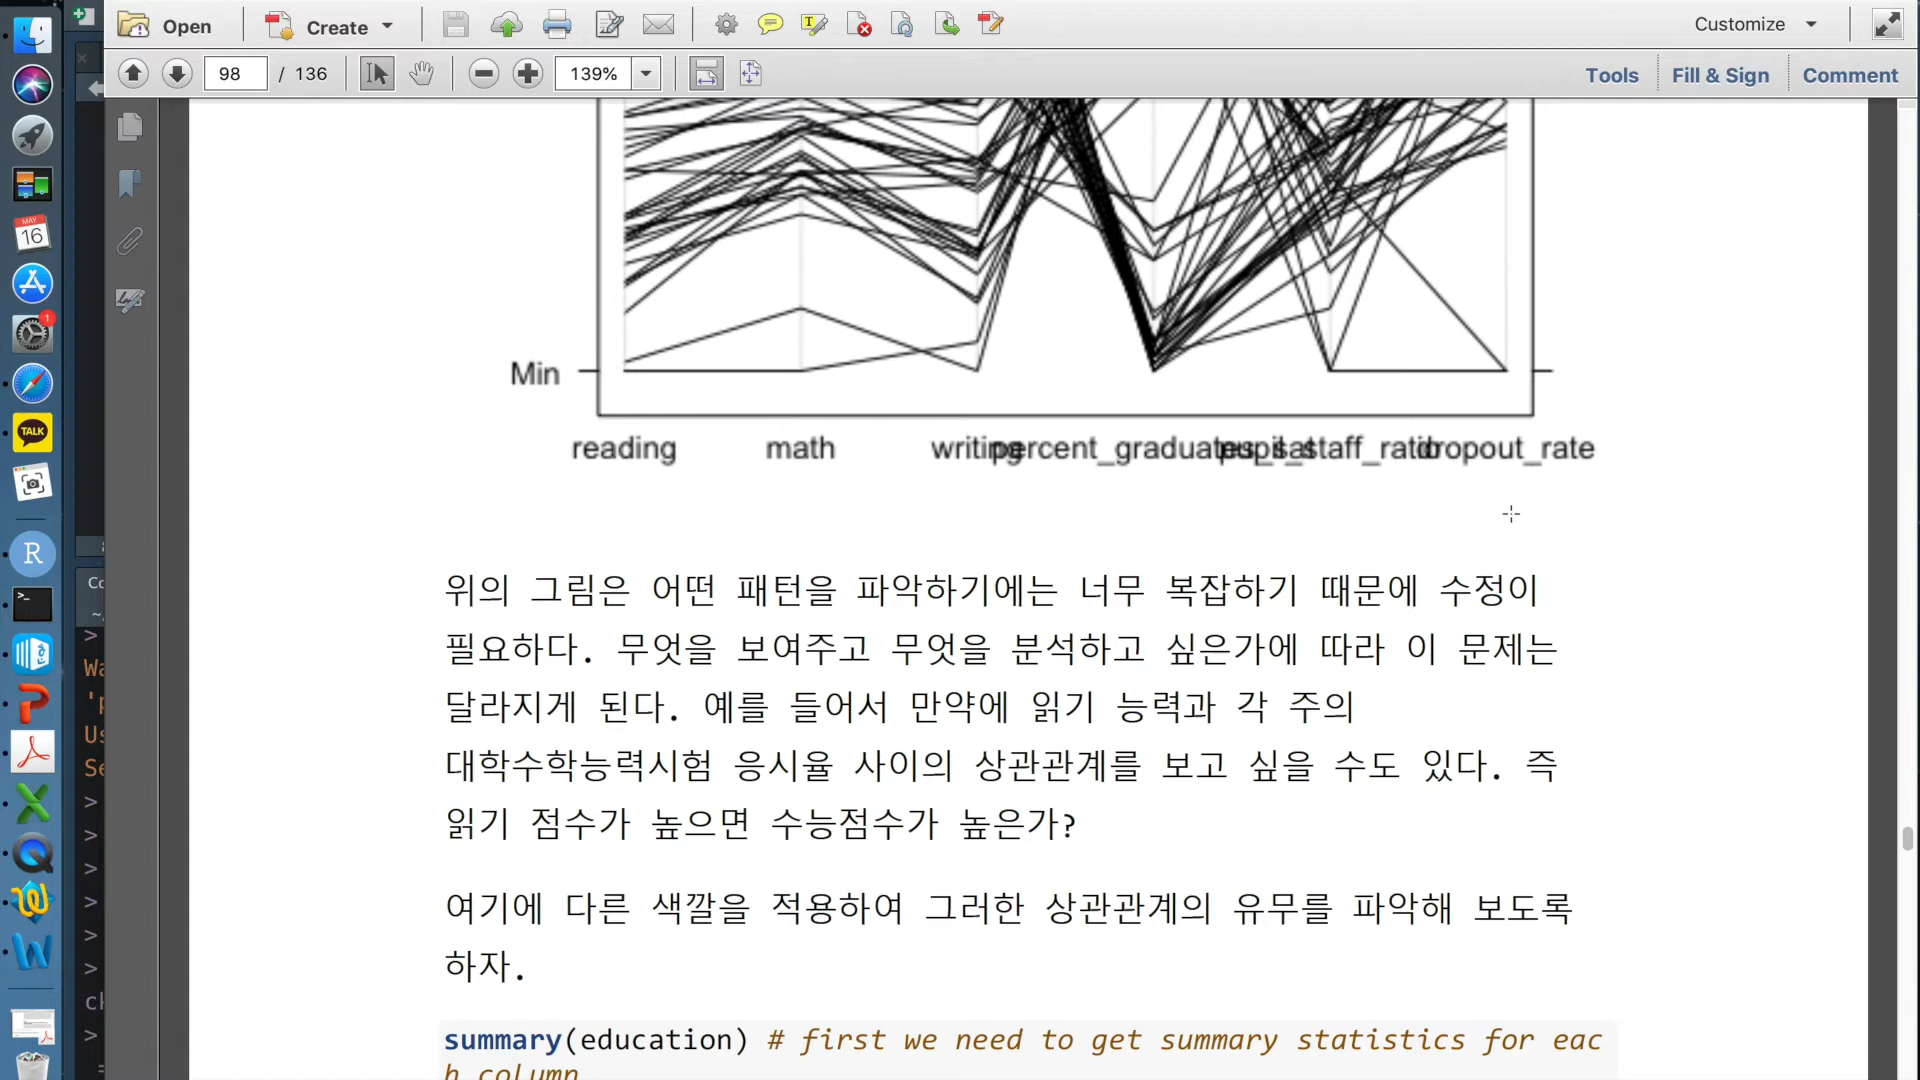 Open
Create
Customize
98 / 136
139%
Tools
Fill & Sign
Comment
MAY
16
1
TALK
R
Min
reading
math
writing
percent_graduates_sat
pupil_staff_ratio
dropout_rate
위의 그림은 어떤 패턴을 파악하기에는 너무 복잡하기 때문에 수정이
필요하다. 무엇을 보여주고 무엇을 분석하고 싶은가에 따라 이 문제는
달라지게 된다. 예를 들어서 만약에 읽기 능력과 각 주의
대학수학능력시험 응시율 사이의 상관관계를 보고 싶을 수도 있다. 즉
읽기 점수가 높으면 수능점수가 높은가?
여기에 다른 색깔을 적용하여 그러한 상관관계의 유무를 파악해 보도록
하자.
summary(education) # first we need to get summary statistics for eac
h column